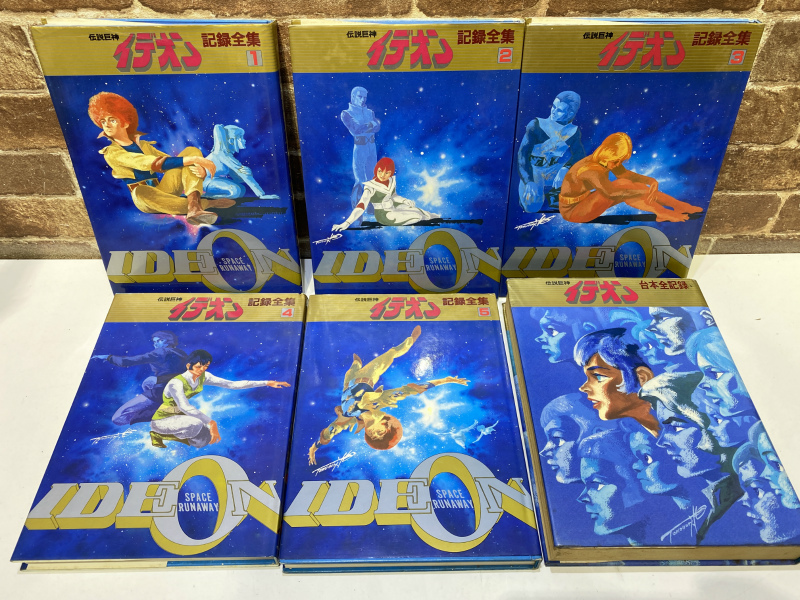 伝説巨神 イデオン 記録全集 1
IDEON
SPACE
RUNAWAY
伝説巨神 イデオン 記録全集 2
IDEON
SPACE
RUNAWAY
伝説巨神 イデオン 記録全集 3
IDEON
SPACE
RUNAWAY
伝説巨神 イデオン 記録全集 4
IDEON
SPACE
RUNAWAY
伝説巨神 イデオン 記録全集 5
IDEON
SPACE
RUNAWAY
伝説巨神 イデオン 台本全記録